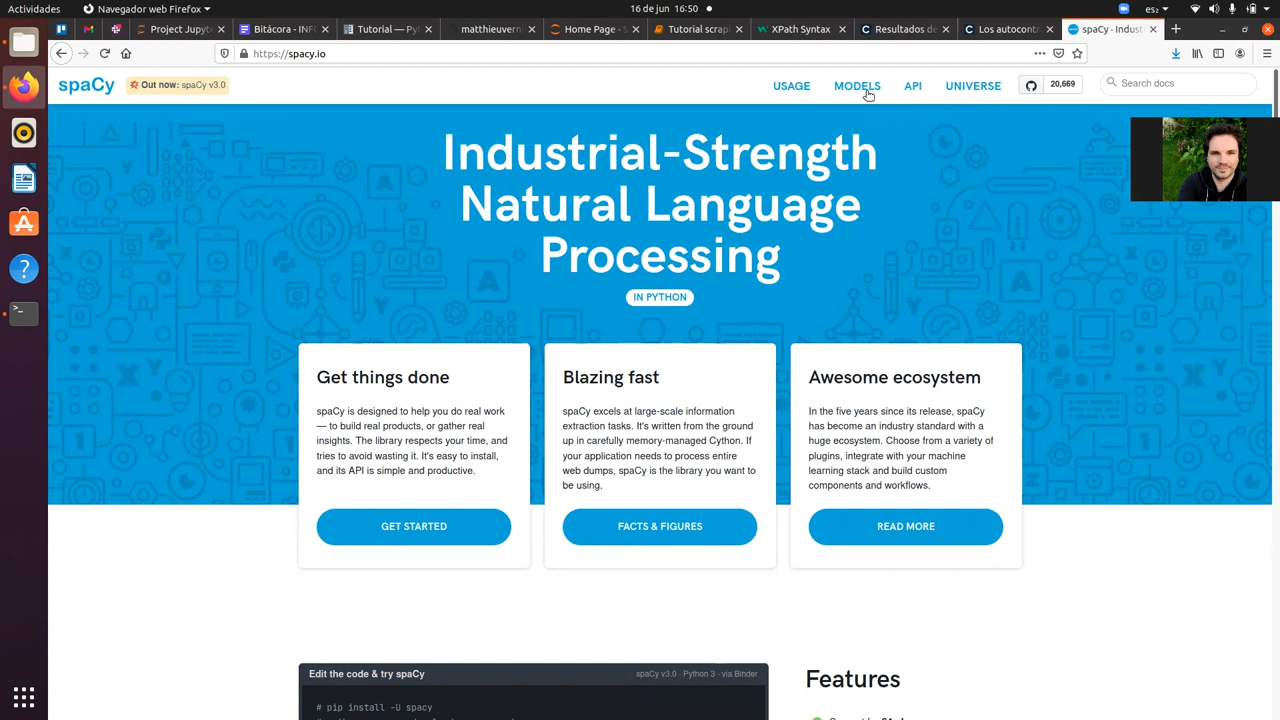 Actividades
Navegador web Firefox
16 de jun 16:50
es2
Project Jupyte
Bitácora - INFO
Tutorial — Pyt
matthieuvern
Home Page - S
Tutorial scrap
XPath Syntax
Resultados de
Los autocontr
spaCy · Indust
https://spacy.io
spaCy
Out now: spaCy v3.0
USAGE
MODELS
API
UNIVERSE
20,669
Search docs
Industrial-Strength
Natural Language
Processing
IN PYTHON
Get things done
spaCy is designed to help you do real work
— to build real products, or gather real
insights. The library respects your time, and
tries to avoid wasting it. It's easy to install,
and its API is simple and productive.
GET STARTED
Blazing fast
spaCy excels at large-scale information
extraction tasks. It's written from the ground
up in carefully memory-managed Cython. If
your application needs to process entire
web dumps, spaCy is the library you want to
be using.
FACTS & FIGURES
Awesome ecosystem
In the five years since its release, spaCy
has become an industry standard with a
huge ecosystem. Choose from a variety of
plugins, integrate with your machine
learning stack and build custom
components and workflows.
READ MORE
Edit the code & try spaCy
spaCy v3.0 · Python 3 · via Binder
# pip install -U spacy
Features